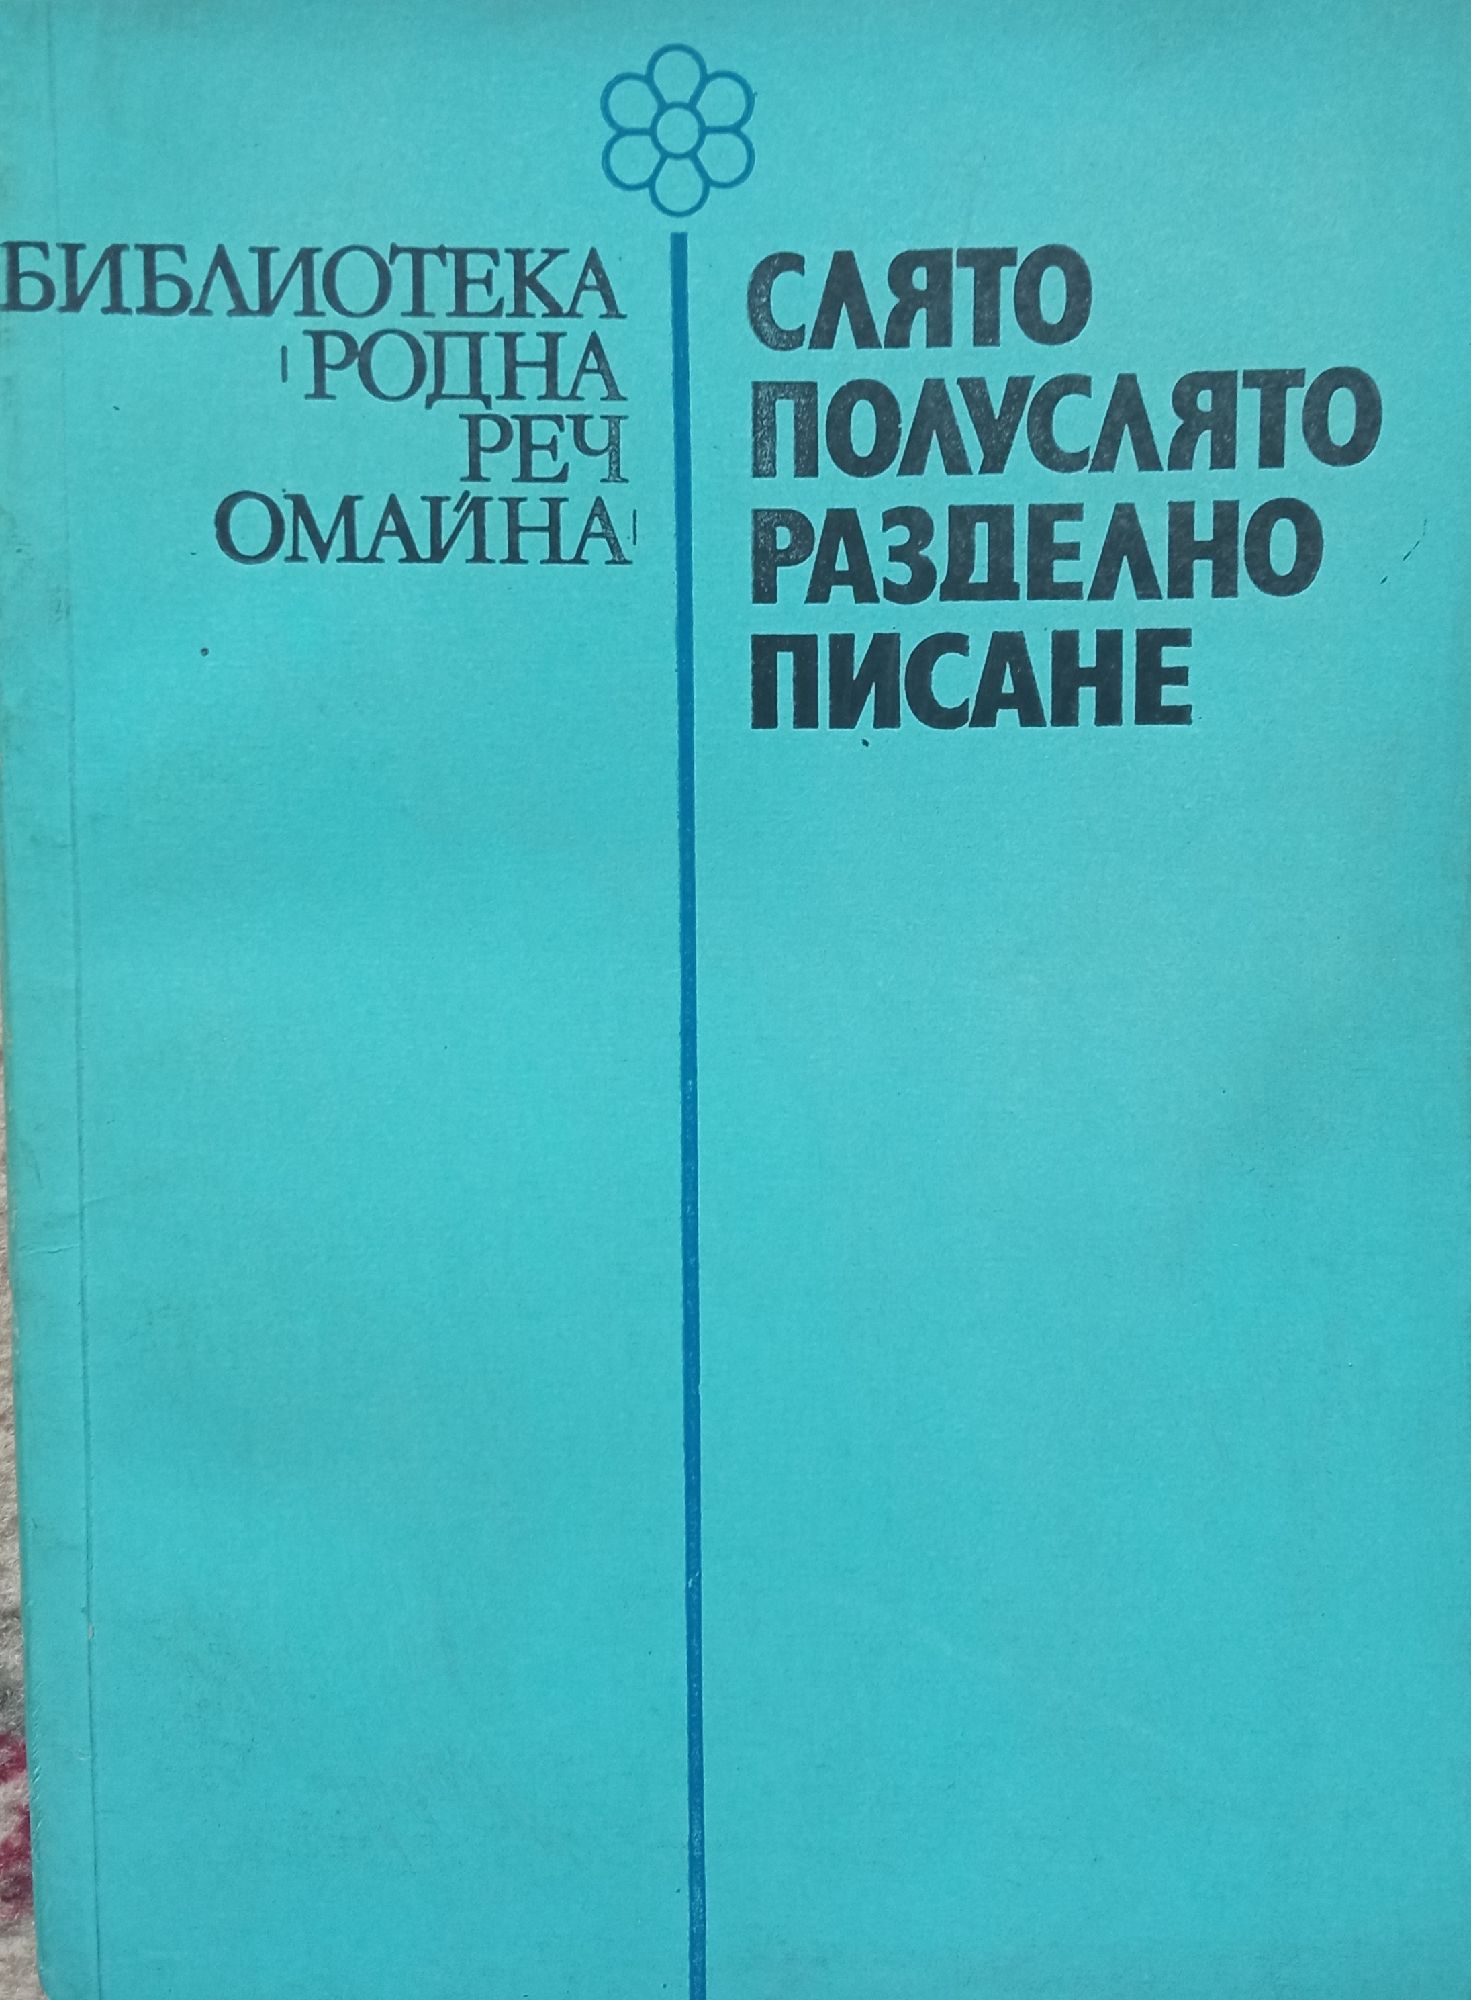 БИБЛИОТЕКА
'РОДНА
РЕЧ
ОМАЙНА'
СЛЯТО
ПОЛУСЛЯТО
РАЗДЕЛНО
ПИСАНЕ